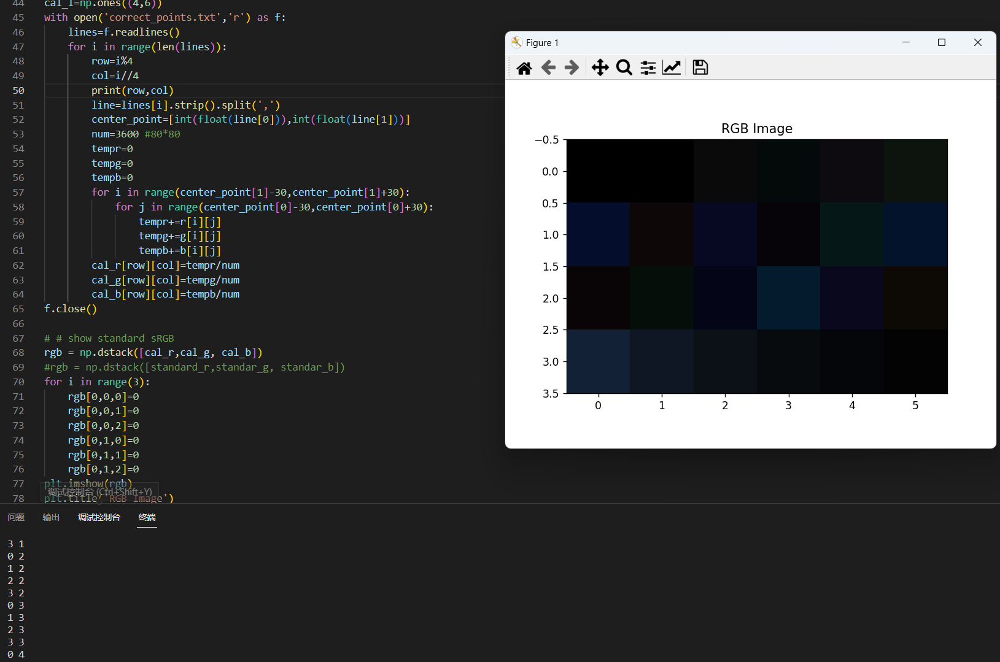 44 cal_l=np.ones((4,6))
45 with open('correct_points.txt','r') as f:
46 lines=f.readlines()
47 for i in range(len(lines)):
48 row=i%4
49 col=i//4
50 print(row,col)
51 line=lines[i].strip().split(',')
52 center_point=[int(float(line[0])),int(float(line[1]))]
53 num=3600 #80*80
54 tempr=0
55 tempg=0
56 tempb=0
57 for i in range(center_point[1]-30,center_point[1]+30):
58 for j in range(center_point[0]-30,center_point[0]+30):
59 tempr+=r[i][j]
60 tempg+=g[i][j]
61 tempb+=b[i][j]
62 cal_r[row][col]=tempr/num
63 cal_g[row][col]=tempg/num
64 cal_b[row][col]=tempb/num
65 f.close()
66
67 # # show standard sRGB
68 rgb = np.dstack([cal_r,cal_g, cal_b])
69 #rgb = np.dstack([standard_r,standar_g, standar_b])
70 for i in range(3):
71 rgb[0,0,0]=0
72 rgb[0,0,1]=0
73 rgb[0,0,2]=0
74 rgb[0,1,0]=0
75 rgb[0,1,1]=0
76 rgb[0,1,2]=0
77 plt.imshow(rgb)
调试控制台 (Ctrl+Shift+Y)
78 plt.title('RGB Image')
Figure 1
RGB Image
−0.5
0.0
0.5
1.0
1.5
2.0
2.5
3.0
3.5
0 1 2 3 4 5
问题 输出 调试控制台 终端
3 1
0 2
1 2
2 2
3 2
0 3
1 3
2 3
3 3
0 4